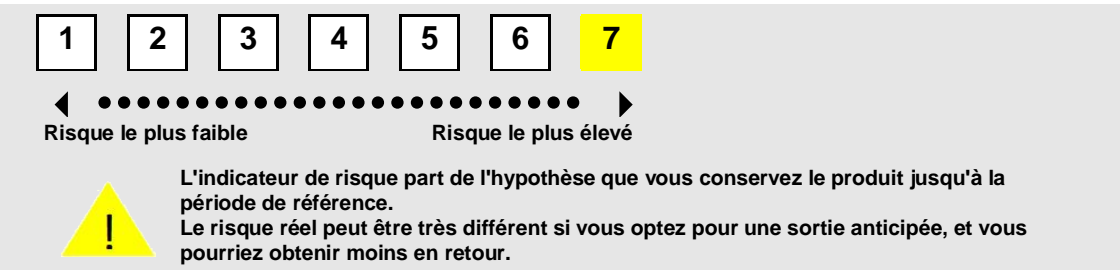 1 2 3 4 5 6 7
Risque le plus faible Risque le plus élevé
L'indicateur de risque part de l'hypothèse que vous conservez le produit jusqu'à la
période de référence.
Le risque réel peut être très différent si vous optez pour une sortie anticipée, et vous
pourriez obtenir moins en retour.
!